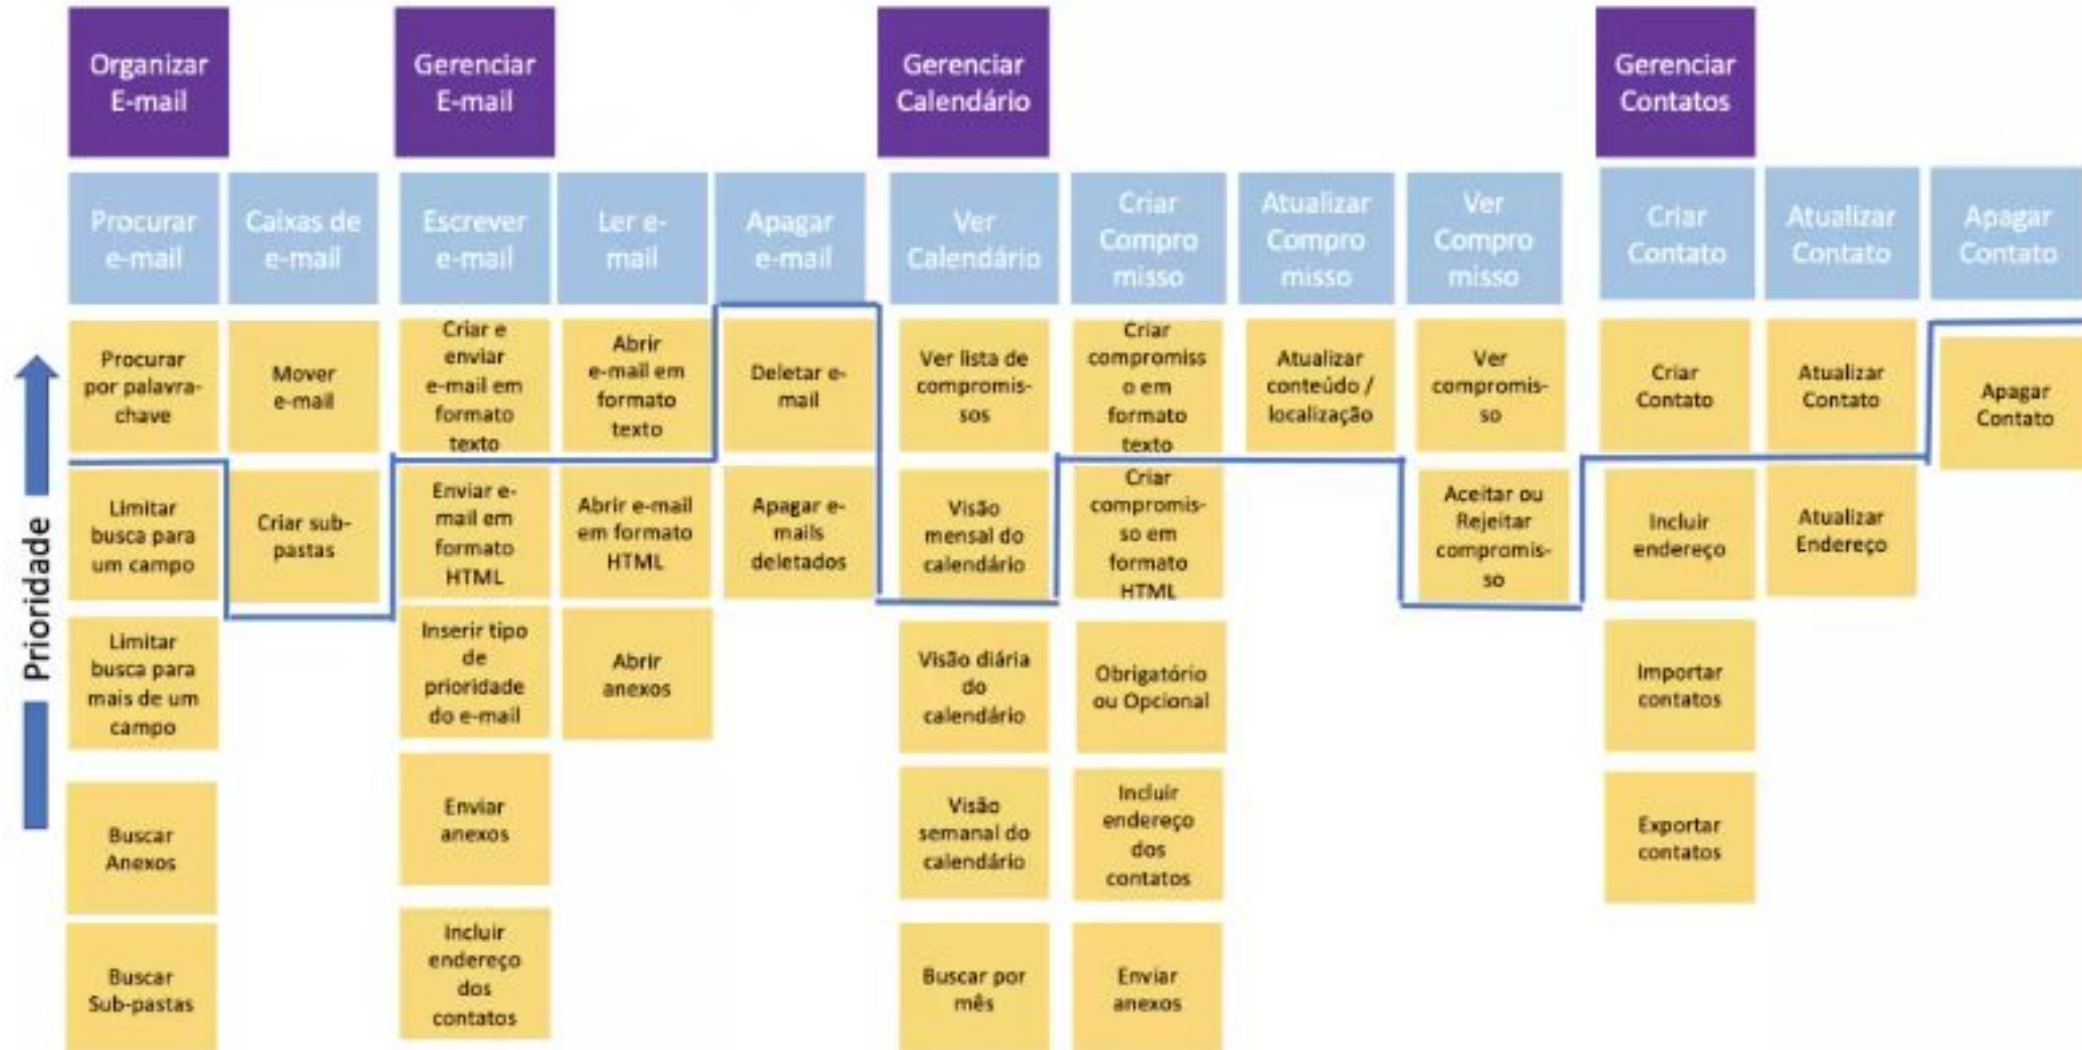 Organizar
E-mail
Gerenciar
E-mail
Gerenciar
Calendário
Gerenciar
Contatos
Procurar
e-mail
Caixas de
e-mail
Escrever
e-mail
Ler e-
mail
Apagar
e-mail
Ver
Calendário
Criar
Compro
misso
Atualizar
Compro
misso
Ver
Compro
misso
Criar
Contato
Atualizar
Contato
Apagar
Contato
Prioridade
Procurar
por palavra-
chave
Mover
e-mail
Criar e
enviar
e-mail em
formato
texto
Abrir
e-mail em
formato
texto
Deletar e-
mail
Ver lista de
compromis-
sos
Criar
compromiss
o em
formato
texto
Atualizar
conteúdo /
localização
Ver
compromis-
so
Criar
Contato
Atualizar
Contato
Apagar
Contato
Limitar
busca para
um campo
Criar sub-
pastas
Enviar e-
mail em
formato
HTML
Abrir e-mail
em formato
HTML
Apagar e-
mails
deletados
Visão
mensal do
calendário
Criar
compromis-
so em
formato
HTML
Aceitar ou
Rejeitar
compromis-
so
Incluir
endereço
Atualizar
Endereço
Limitar
busca para
mais de um
campo
Inserir tipo
de
prioridade
do e-mail
Abrir
anexos
Visão diária
do
calendário
Obrigatório
ou Opcional
Importar
contatos
Buscar
Anexos
Enviar
anexos
Visão
semanal do
calendário
Incluir
endereço
dos
contatos
Exportar
contatos
Buscar
Sub-pastas
Incluir
endereço
dos
contatos
Buscar por
mês
Enviar
anexos